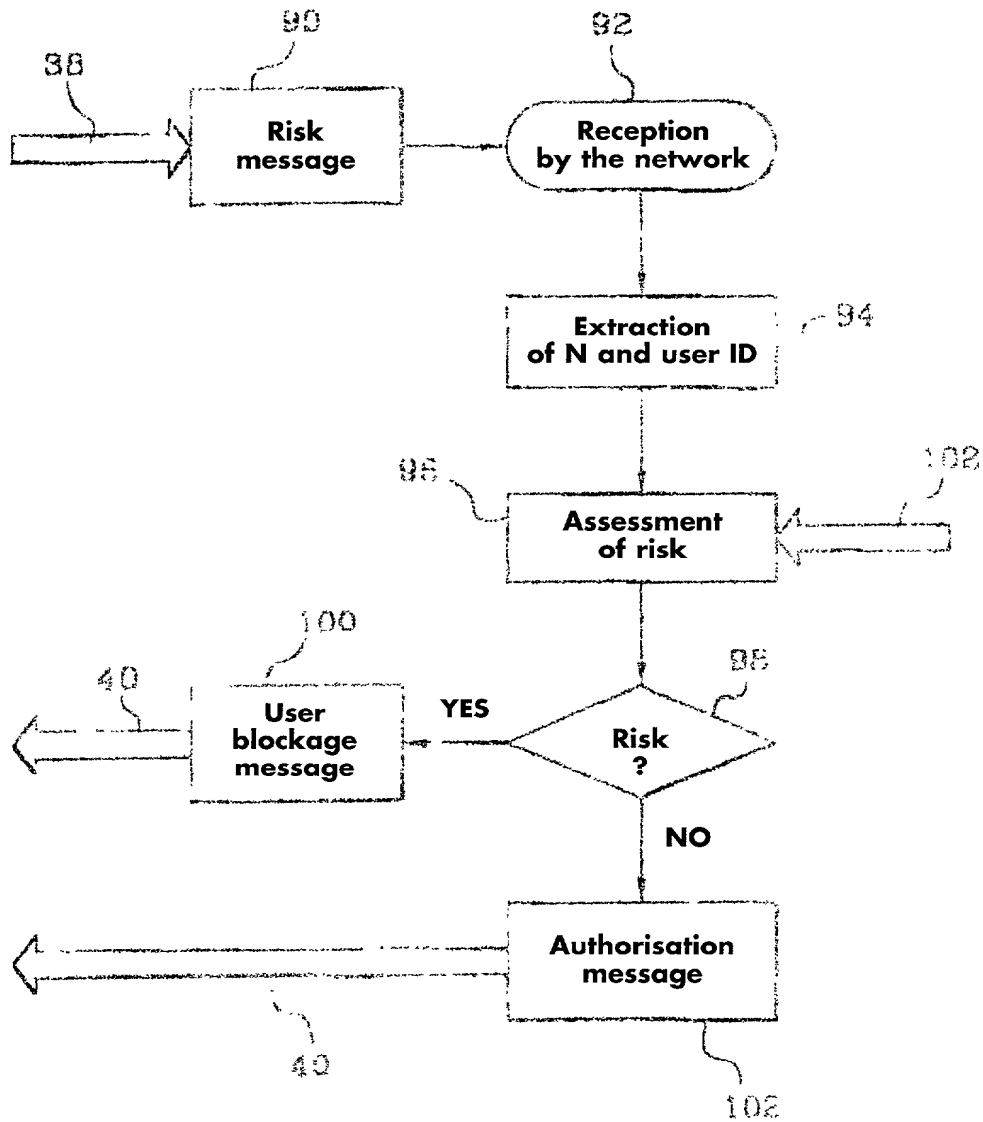 90
92
38
Risk
message
Reception
by the network
94
Extraction
of N and user ID
102
96
Assessment
of risk
100
98
40
User
blockage
message
YES
Risk
?
NO
Authorisation
message
40
102